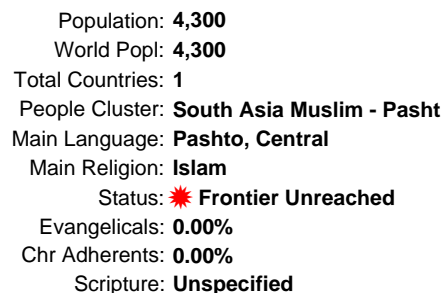 Population: 4,300
World Popl: 4,300
Total Countries: 1
People Cluster: South Asia Muslim - Pasht
Main Language: Pashto, Central
Main Religion: Islam
Status: Frontier Unreached
Evangelicals: 0.00%
Chr Adherents: 0.00%
Scripture: Unspecified